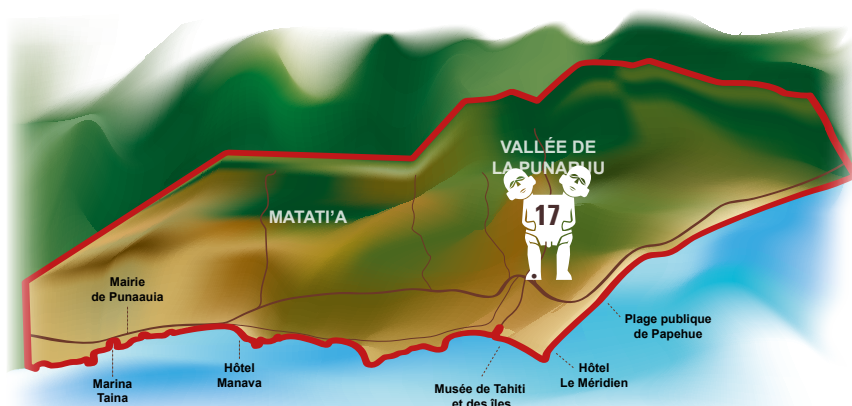 VALLÉE DE
LA PUNARUU
MATATI'A
17
Mairie
de Punaauia
Plage publique
de Papehue
Marina
Taina
Hôtel
Manava
Musée de Tahiti
et des îles
Hôtel
Le Méridien